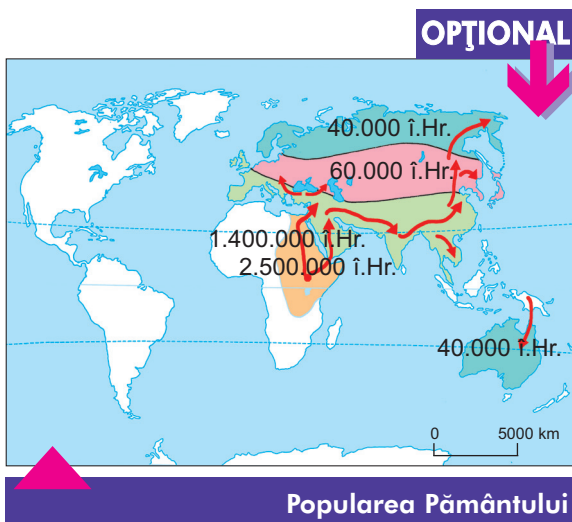 OPŢIONAL
40.000 î.Hr.
60.000 î.Hr.
1.400.000 î.Hr.
2.500.000 î.Hr.
40.000 î.Hr.
0 5000 km
Popularea Pământului